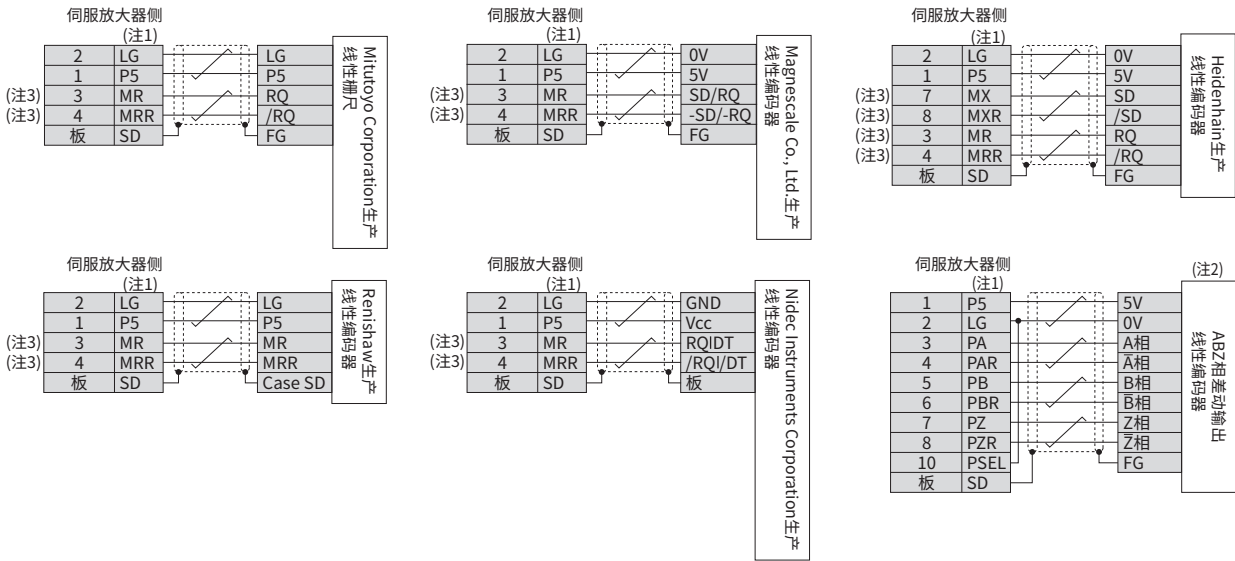 伺服放大器侧
(注1)
2 LG LG
1 P5 P5
(注3) 3 MR RQ
(注3) 4 MRR /RQ
板 SD FG
Mitutoyo Corporation生产
线性栅尺
伺服放大器侧
(注1)
2 LG 0V
1 P5 5V
(注3) 3 MR SD/RQ
(注3) 4 MRR -SD/-RQ
板 SD FG
Magnescale Co., Ltd.生产
线性编码器
伺服放大器侧
(注1)
2 LG 0V
1 P5 5V
(注3) 7 MX SD
(注3) 8 MXR /SD
(注3) 3 MR RQ
(注3) 4 MRR /RQ
板 SD FG
Heidenhain生产
线性编码器
伺服放大器侧
(注1)
2 LG LG
1 P5 P5
(注3) 3 MR MR
(注3) 4 MRR MRR
板 SD Case SD
Renishaw生产
线性编码器
伺服放大器侧
(注1)
2 LG GND
1 P5 Vcc
(注3) 3 MR RQIDT
(注3) 4 MRR /RQI/DT
板 SD 板
Nidec Instruments Corporation生产
线性编码器
伺服放大器侧
(注1)
(注2)
1 P5 5V
2 LG 0V
3 PA A相
4 PAR A̅相
5 PB B相
6 PBR B̅相
7 PZ Z相
8 PZR Z̅相
10 PSEL FG
板 SD
ABZ相差动输出
线性编码器